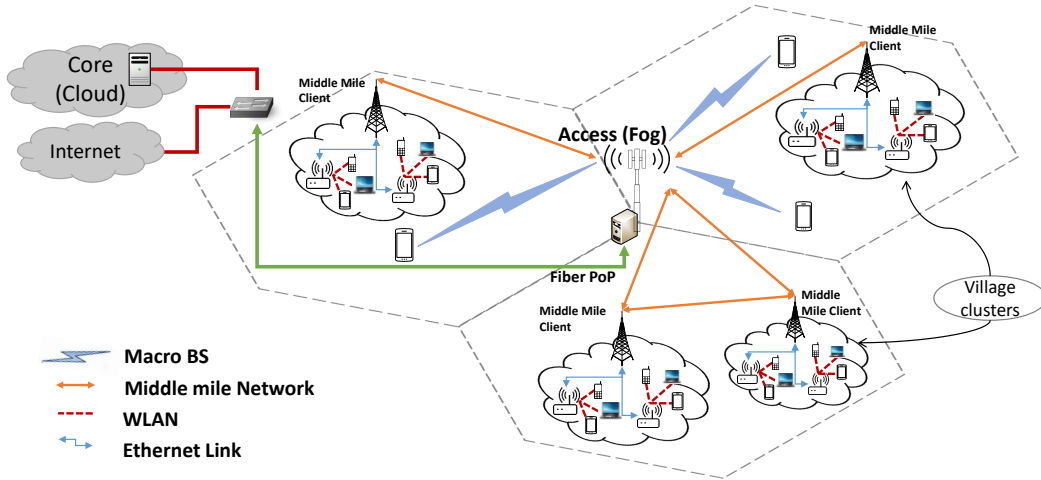 Core
(Cloud)
Internet
Middle Mile
Client
Access (Fog)
Middle Mile
Client
Fiber PoP
Middle Mile
Client
Middle
Mile Client
Village
clusters
Macro BS
Middle mile Network
WLAN
Ethernet Link